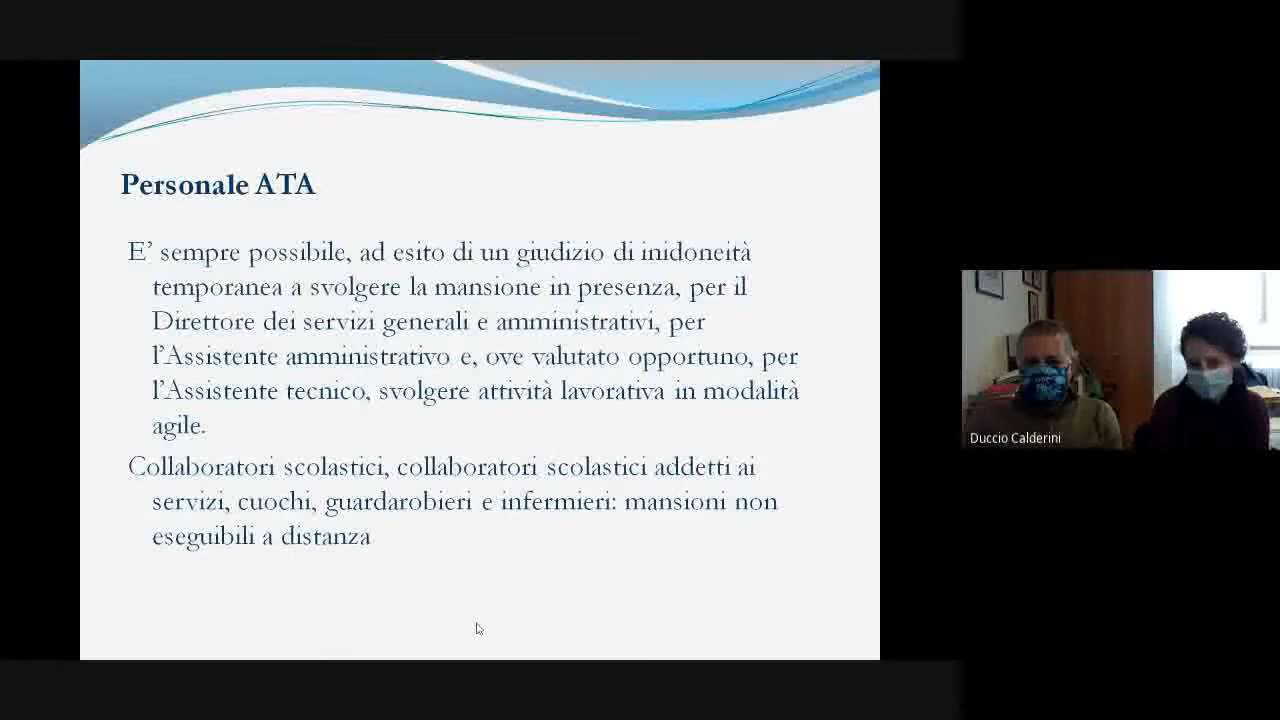 Personale ATA
E’ sempre possibile, ad esito di un giudizio di inidoneità
temporanea a svolgere la mansione in presenza, per il
Direttore dei servizi generali e amministrativi, per
l’Assistente amministrativo e, ove valutato opportuno, per
l’Assistente tecnico, svolgere attività lavorativa in modalità
agile.
Collaboratori scolastici, collaboratori scolastici addetti ai
servizi, cuochi, guardarobieri e infermieri: mansioni non
eseguibili a distanza
Duccio Calderini